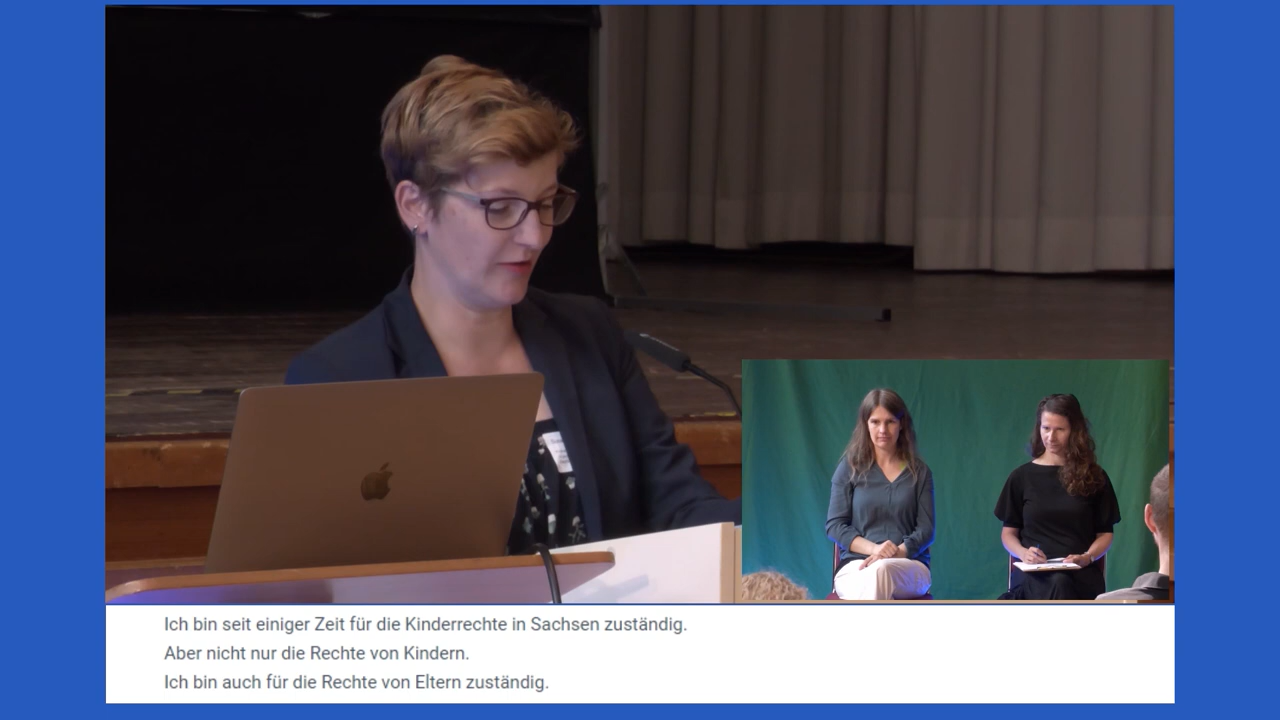 Ich bin seit einiger Zeit für die Kinderrechte in Sachsen zuständig.
Aber nicht nur die Rechte von Kindern.
Ich bin auch für die Rechte von Eltern zuständig.